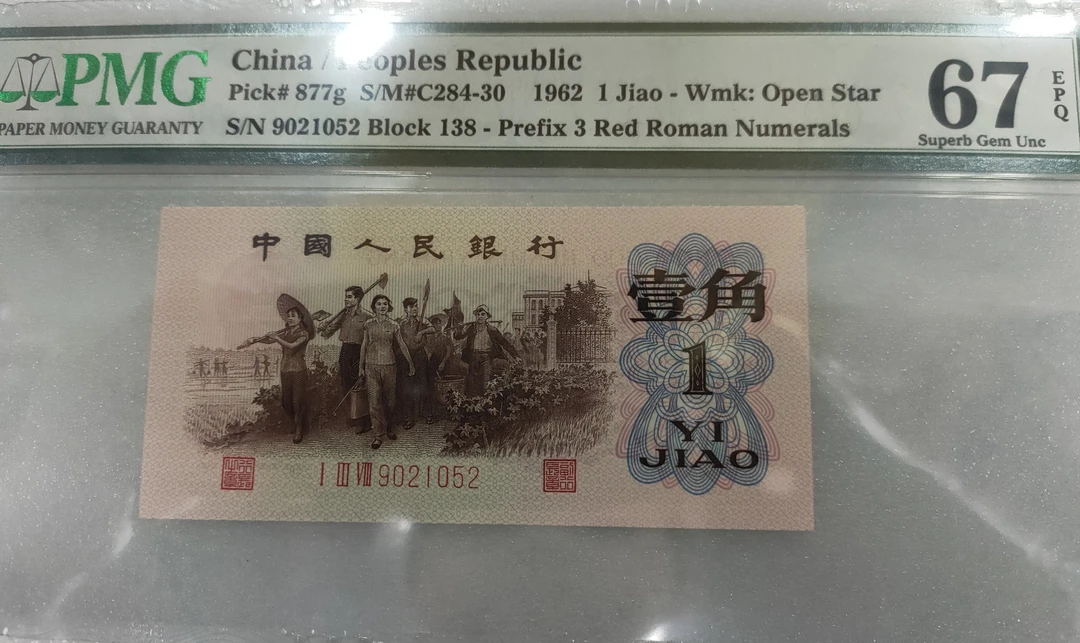 PMG
PAPER MONEY GUARANTY
China / Peoples Republic
Pick# 877g S/M#C284-30 1962 1 Jiao - Wmk: Open Star
S/N 9021052 Block 138 - Prefix 3 Red Roman Numerals
67
EPQ
Superb Gem Unc
中國人民銀行
壹角
1
YI
JIAO
I III VIII 9021052